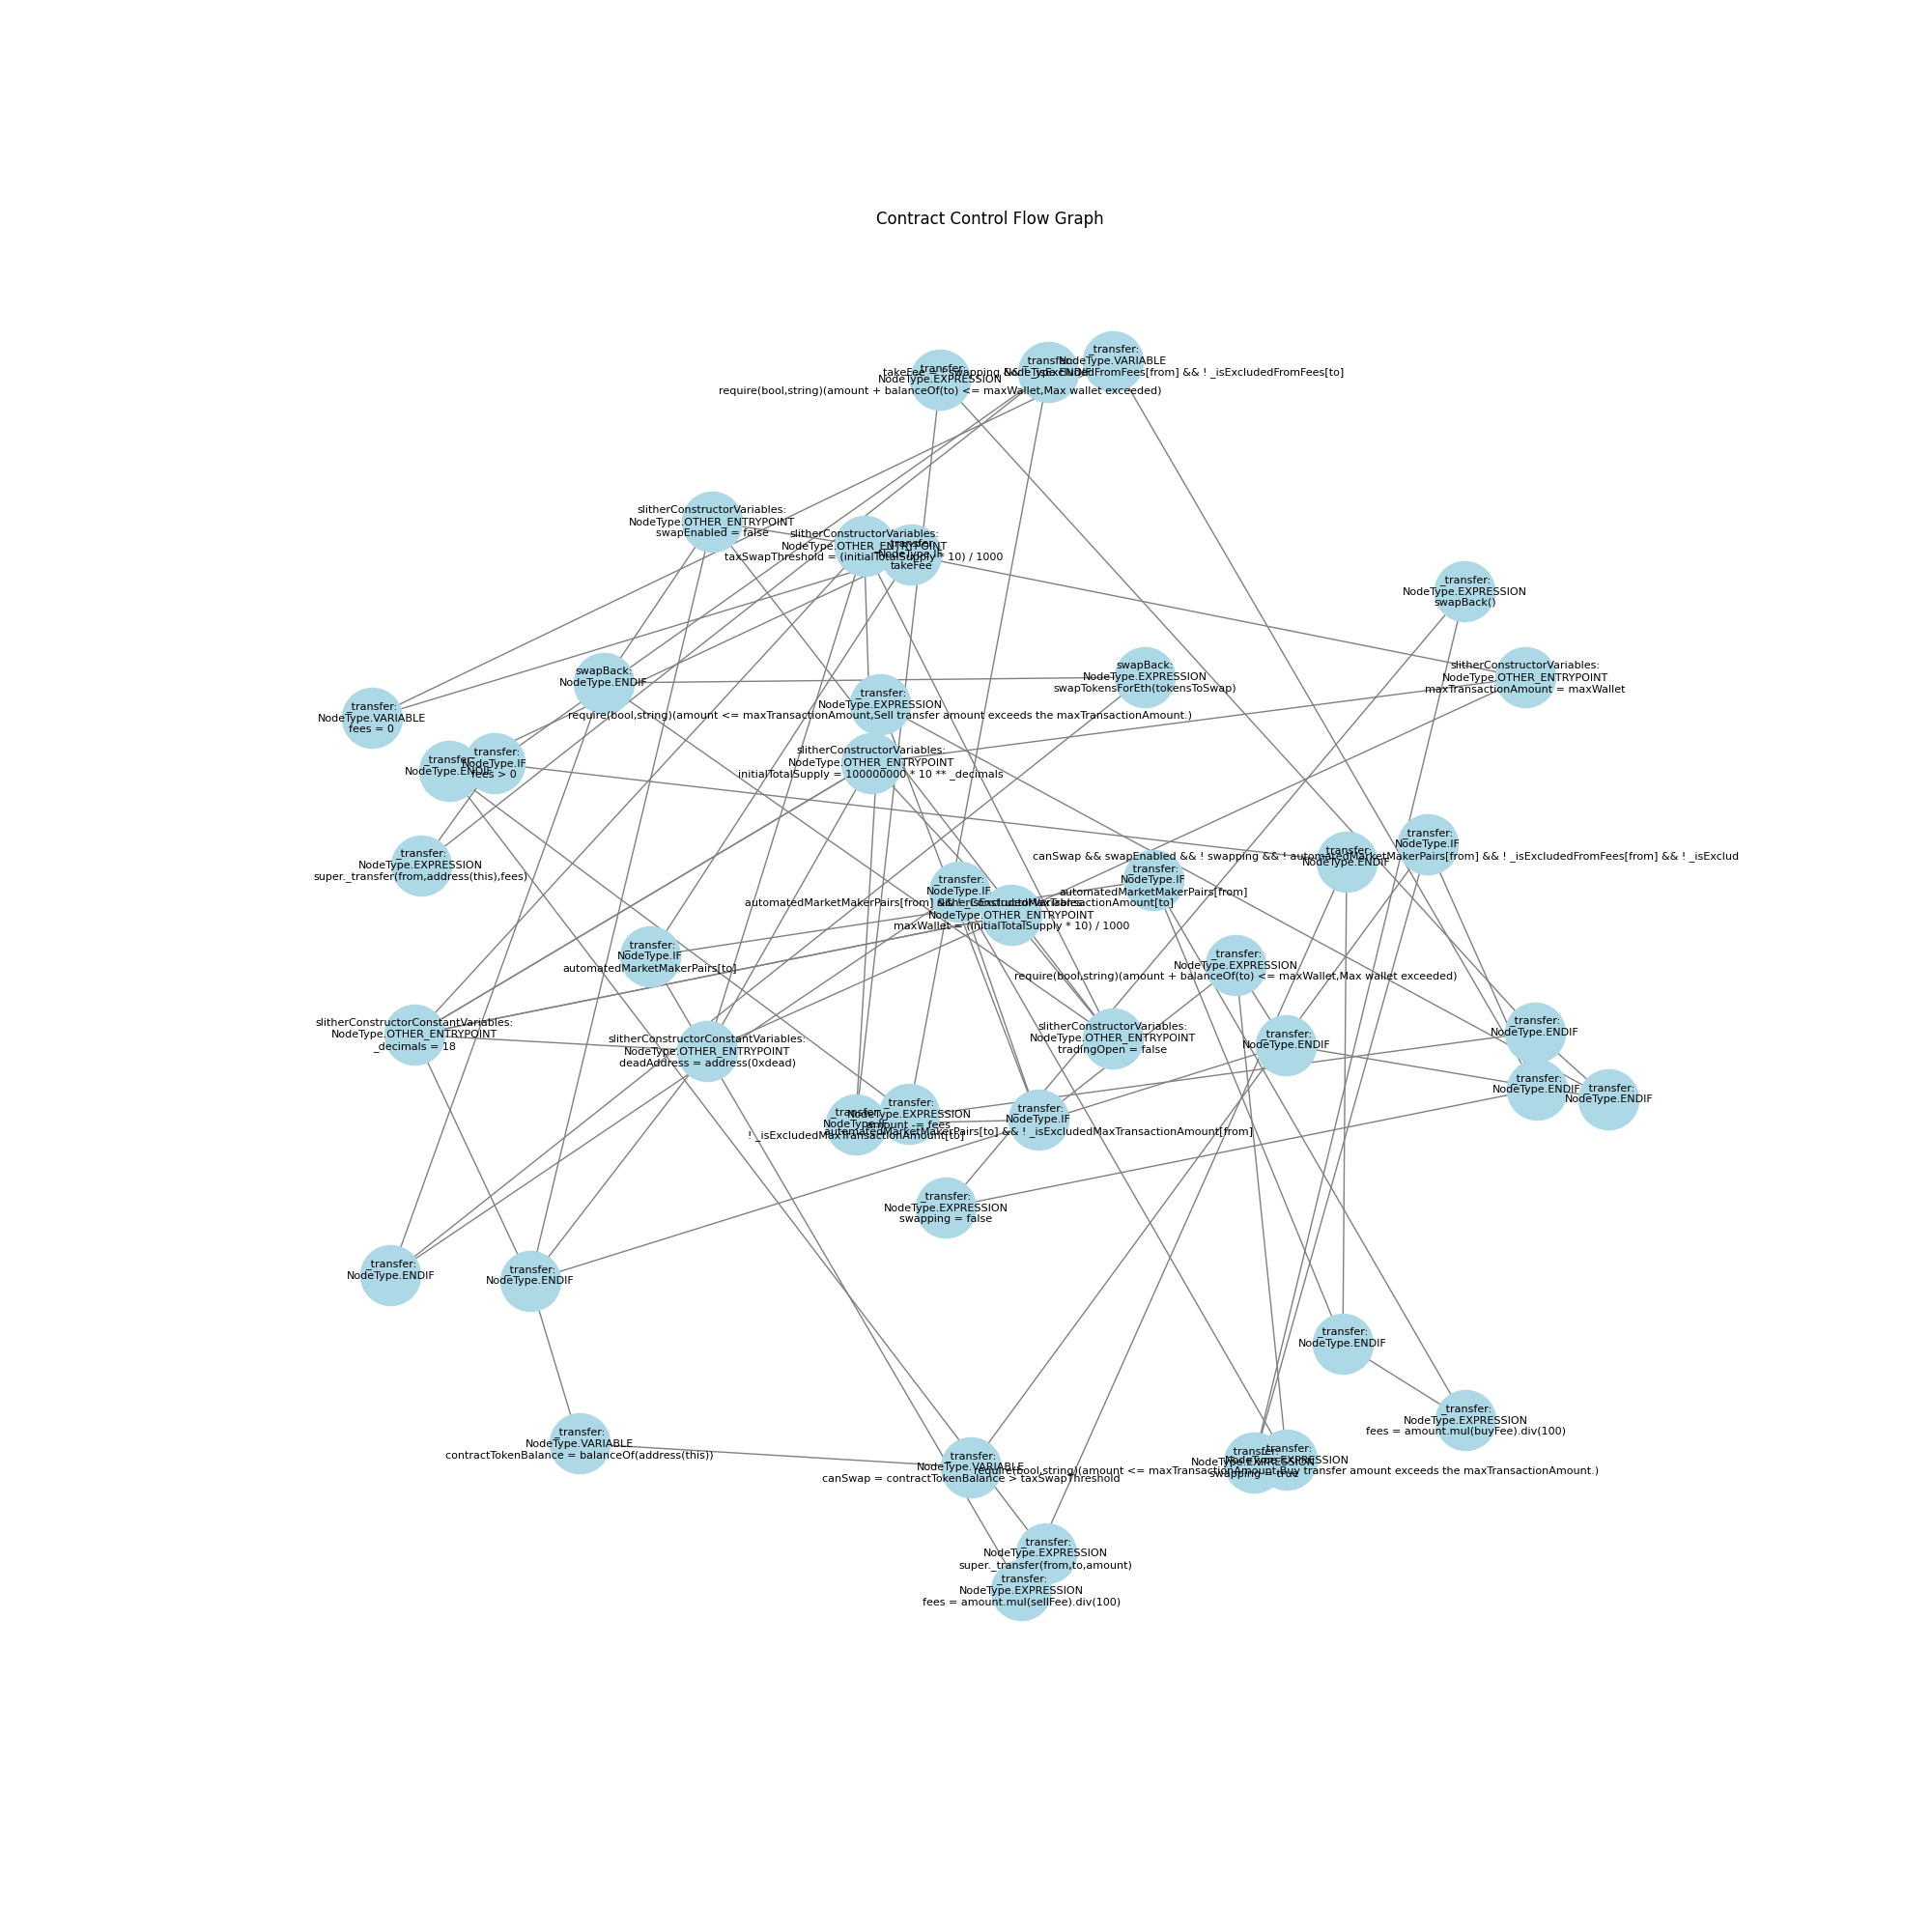 Contract Control Flow Graph
_transfer:
NodeType.VARIABLE
takeFee = ! swapping && ! _isExcludedFromFees[from] && ! _isExcludedFromFees[to]
_transfer:
NodeType.ENDIF
_transfer:
NodeType.EXPRESSION
require(bool,string)(amount + balanceOf(to) <= maxWallet,Max wallet exceeded)
slitherConstructorVariables:
NodeType.OTHER_ENTRYPOINT
swapEnabled = false
slitherConstructorVariables:
NodeType.OTHER_ENTRYPOINT
taxSwapThreshold = (initialTotalSupply * 10) / 1000
_transfer:
NodeType.IF
takeFee
_transfer:
NodeType.EXPRESSION
swapBack()
swapBack:
NodeType.ENDIF
swapBack:
NodeType.EXPRESSION
swapTokensForEth(tokensToSwap)
slitherConstructorVariables:
NodeType.OTHER_ENTRYPOINT
maxTransactionAmount = maxWallet
_transfer:
NodeType.EXPRESSION
require(bool,string)(amount <= maxTransactionAmount,Sell transfer amount exceeds the maxTransactionAmount.)
_transfer:
NodeType.VARIABLE
fees = 0
_transfer:
NodeType.ENDIF
_transfer:
NodeType.IF
fees > 0
slitherConstructorVariables:
NodeType.OTHER_ENTRYPOINT
initialTotalSupply = 100000000 * 10 ** _decimals
_transfer:
NodeType.EXPRESSION
super._transfer(from,address(this),fees)
_transfer:
NodeType.IF
canSwap && swapEnabled && ! swapping && ! automatedMarketMakerPairs[from] && ! _isExcludedFromFees[from] && ! _isExclud
_transfer:
NodeType.ENDIF
_transfer:
NodeType.IF
automatedMarketMakerPairs[from]
_transfer:
NodeType.IF
automatedMarketMakerPairs[from] && ! _isExcludedMaxTransactionAmount[to]
slitherConstructorVariables:
NodeType.OTHER_ENTRYPOINT
maxWallet = (initialTotalSupply * 10) / 1000
_transfer:
NodeType.IF
automatedMarketMakerPairs[to]
_transfer:
NodeType.EXPRESSION
require(bool,string)(amount + balanceOf(to) <= maxWallet,Max wallet exceeded)
slitherConstructorConstantVariables:
NodeType.OTHER_ENTRYPOINT
_decimals = 18
slitherConstructorConstantVariables:
NodeType.OTHER_ENTRYPOINT
deadAddress = address(0xdead)
slitherConstructorVariables:
NodeType.OTHER_ENTRYPOINT
tradingOpen = false
_transfer:
NodeType.ENDIF
_transfer:
NodeType.ENDIF
_transfer:
NodeType.ENDIF
_transfer:
NodeType.ENDIF
_transfer:
NodeType.IF
! _isExcludedMaxTransactionAmount[to]
_transfer:
NodeType.EXPRESSION
amount -= fees
_transfer:
NodeType.IF
automatedMarketMakerPairs[to] && ! _isExcludedMaxTransactionAmount[from]
_transfer:
NodeType.EXPRESSION
swapping = false
_transfer:
NodeType.ENDIF
_transfer:
NodeType.ENDIF
_transfer:
NodeType.ENDIF
_transfer:
NodeType.EXPRESSION
fees = amount.mul(buyFee).div(100)
_transfer:
NodeType.VARIABLE
contractTokenBalance = balanceOf(address(this))
_transfer:
NodeType.VARIABLE
canSwap = contractTokenBalance > taxSwapThreshold
_transfer:
NodeType.EXPRESSION
swapping = true
_transfer:
NodeType.EXPRESSION
require(bool,string)(amount <= maxTransactionAmount,Buy transfer amount exceeds the maxTransactionAmount.)
_transfer:
NodeType.EXPRESSION
super._transfer(from,to,amount)
_transfer:
NodeType.EXPRESSION
fees = amount.mul(sellFee).div(100)